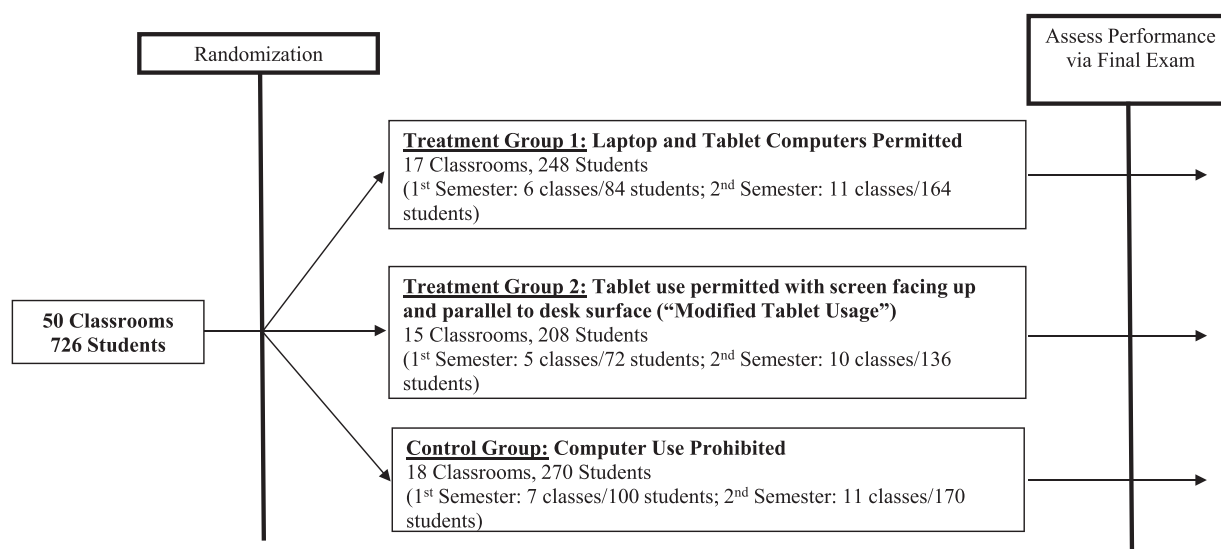 Randomization
Assess Performance
via Final Exam
Treatment Group 1: Laptop and Tablet Computers Permitted
17 Classrooms, 248 Students
(1st Semester: 6 classes/84 students; 2nd Semester: 11 classes/164
students)
50 Classrooms
726 Students
Treatment Group 2: Tablet use permitted with screen facing up
and parallel to desk surface (“Modified Tablet Usage”)
15 Classrooms, 208 Students
(1st Semester: 5 classes/72 students; 2nd Semester: 10 classes/136
students)
Control Group: Computer Use Prohibited
18 Classrooms, 270 Students
(1st Semester: 7 classes/100 students; 2nd Semester: 11 classes/170
students)